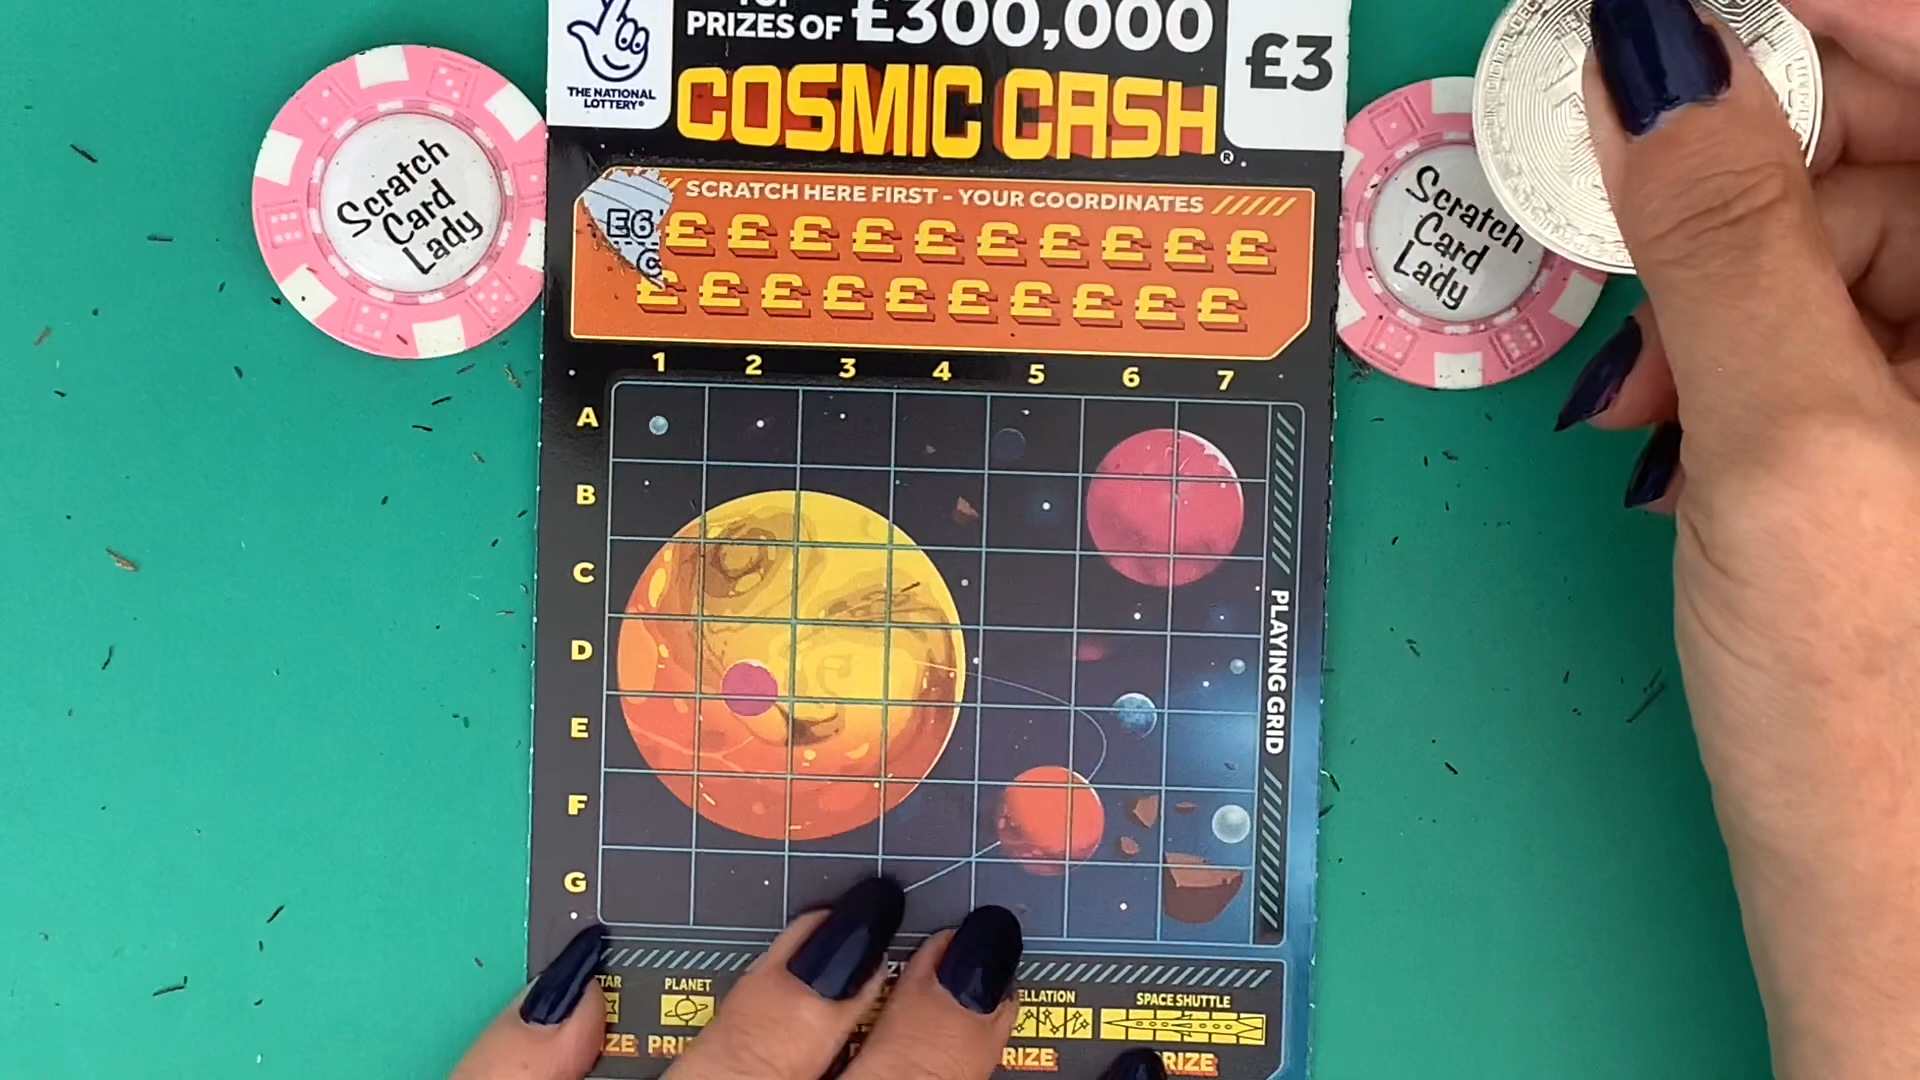 PRIZES OF £300,000
£3
THE NATIONAL
LOTTERY®
COSMIC CASH®
SCRATCH HERE FIRST - YOUR COORDINATES
E6
£ £ £ £ £ £ £ £ £ £
£ £ £ £ £ £ £ £ £ £
Scratch
Card
Lady
Scratch
Card
Lady
1 2 3 4 5 6 7
A
B
C
D
E
F
G
PLAYING GRID
PLANET
SPACE SHUTTLE